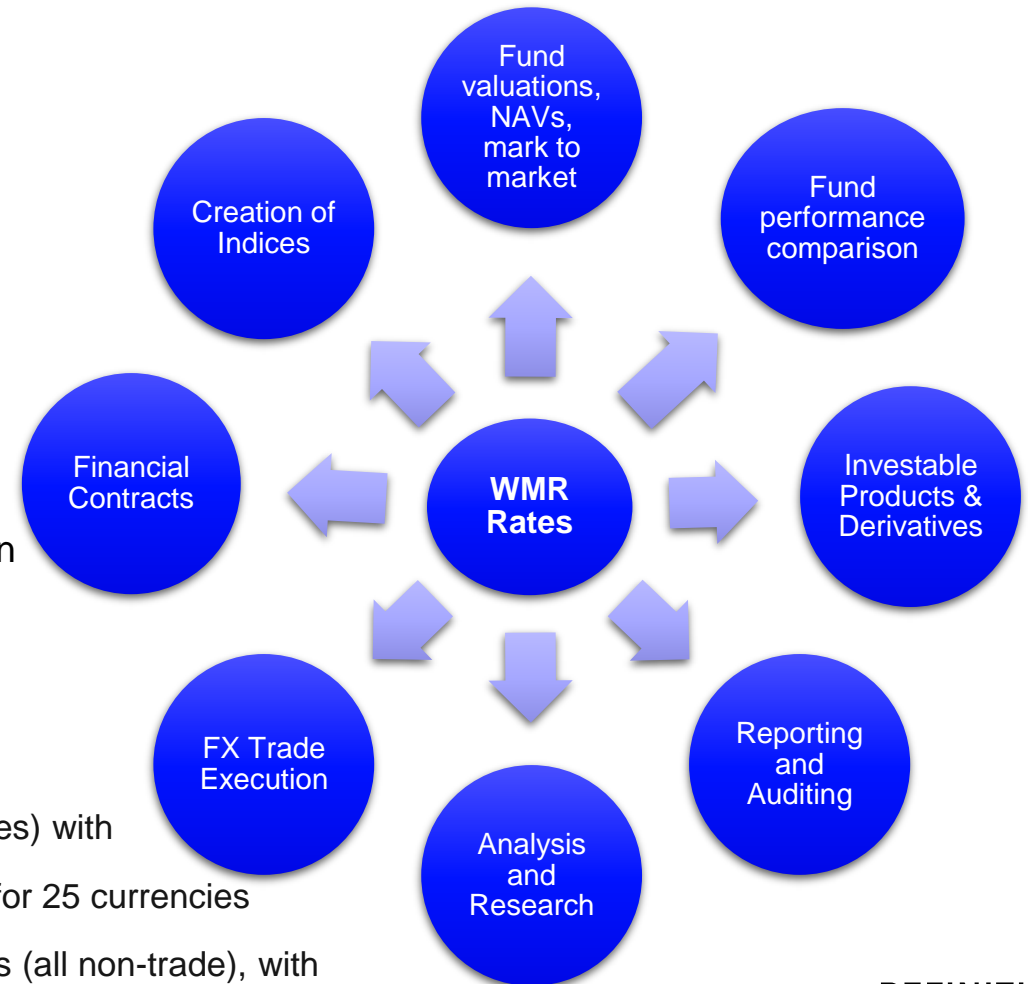 Fund
valuations,
NAVs,
mark to
market
Fund
performance
comparison
Investable
Products &
Derivatives
Reporting
and
Auditing
Analysis
and
Research
FX Trade
Execution
Financial
Contracts
Creation of
Indices
WMR
Rates
n
es) with
for 25 currencies
s (all non-trade), with